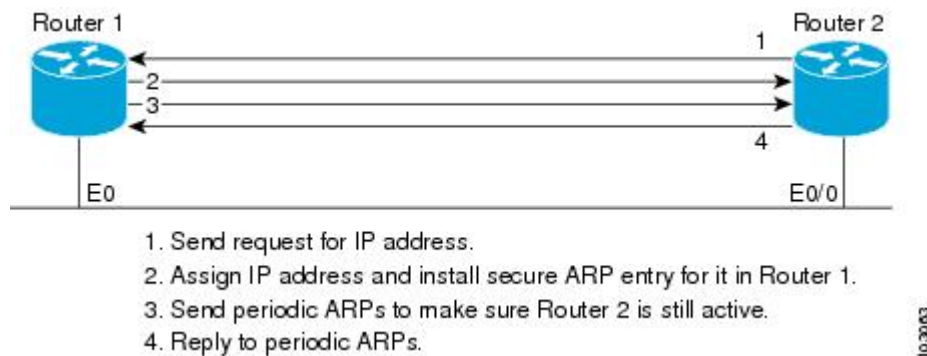 Router 1
Router 2
1
2
3
4
E0
E0/0
1. Send request for IP address.
2. Assign IP address and install secure ARP entry for it in Router 1.
3. Send periodic ARPs to make sure Router 2 is still active.
4. Reply to periodic ARPs.
103063